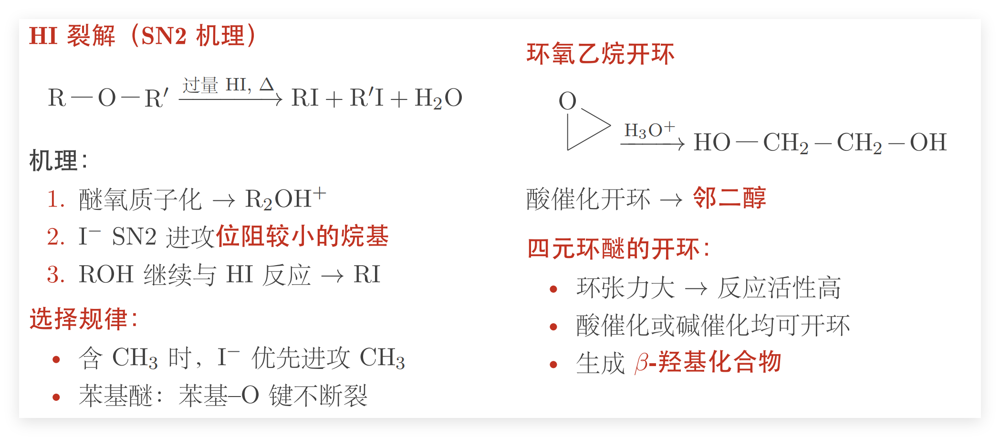 HI 裂解（SN2 机理）
R—O—R′ 过量 HI, Δ → RI + R′I + H₂O
机理：
1. 醚氧质子化 → R₂OH⁺
2. I⁻ SN2 进攻位阻较小的烷基
3. ROH 继续与 HI 反应 → RI
选择规律：
• 含 CH₃ 时，I⁻ 优先进攻 CH₃
• 苯基醚：苯基–O 键不断裂
环氧乙烷开环
O H₃O⁺ → HO—CH₂—CH₂—OH
酸催化开环 → 邻二醇
四元环醚的开环：
• 环张力大 → 反应活性高
• 酸催化或碱催化均可开环
• 生成 β-羟基化合物